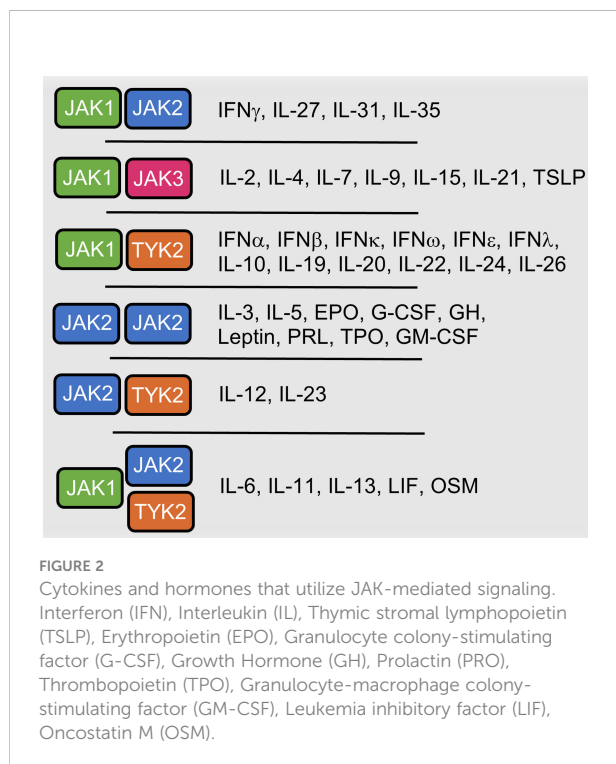 JAK1 JAK2 IFNγ, IL-27, IL-31, IL-35
JAK1 JAK3 IL-2, IL-4, IL-7, IL-9, IL-15, IL-21, TSLP
JAK1 TYK2 IFNα, IFNβ, IFNκ, IFNω, IFNε, IFNλ,
IL-10, IL-19, IL-20, IL-22, IL-24, IL-26
JAK2 JAK2 IL-3, IL-5, EPO, G-CSF, GH,
Leptin, PRL, TPO, GM-CSF
JAK2 TYK2 IL-12, IL-23
JAK1 JAK2 TYK2 IL-6, IL-11, IL-13, LIF, OSM
FIGURE 2
Cytokines and hormones that utilize JAK-mediated signaling.
Interferon (IFN), Interleukin (IL), Thymic stromal lymphopoietin
(TSLP), Erythropoietin (EPO), Granulocyte colony-stimulating
factor (G-CSF), Growth Hormone (GH), Prolactin (PRO),
Thrombopoietin (TPO), Granulocyte-macrophage colony-
stimulating factor (GM-CSF), Leukemia inhibitory factor (LIF),
Oncostatin M (OSM).